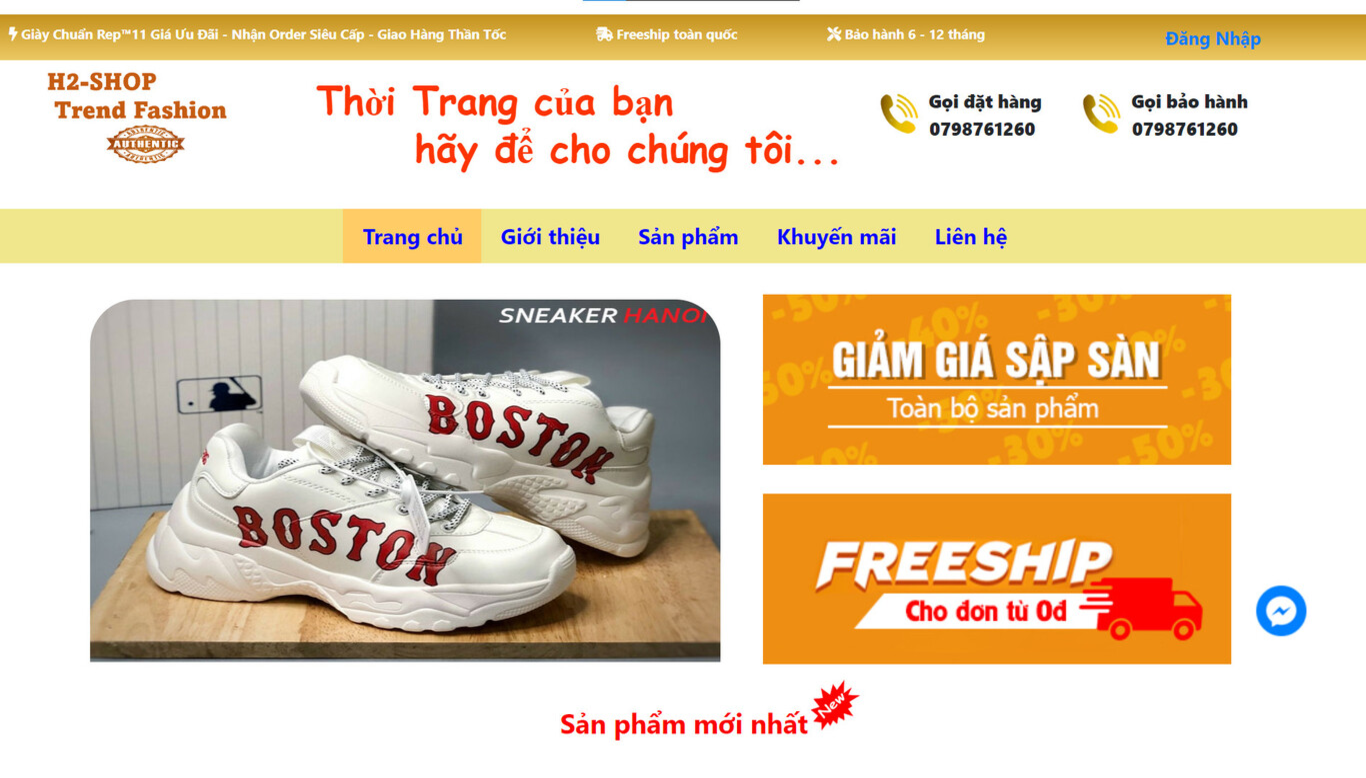 Giày Chuẩn Rep™11 Giá Ưu Đãi - Nhận Order Siêu Cấp - Giao Hàng Thần Tốc
Freeship toàn quốc
Bảo hành 6 - 12 tháng
Đăng Nhập
H2-SHOP
Trend Fashion
AUTHENTIC
Thời Trang của bạn
hãy để cho chúng tôi...
Gọi đặt hàng
0798761260
Gọi bảo hành
0798761260
Trang chủ
Giới thiệu
Sản phẩm
Khuyến mãi
Liên hệ
SNEAKER HANOI
BOSTON
BOSTON
-50%
40%
-30%
50%
-30%
-50%
GIẢM GIÁ SẬP SÀN
Toàn bộ sản phẩm
FREESHIP
Cho đơn từ 0đ
Sản phẩm mới nhất
New